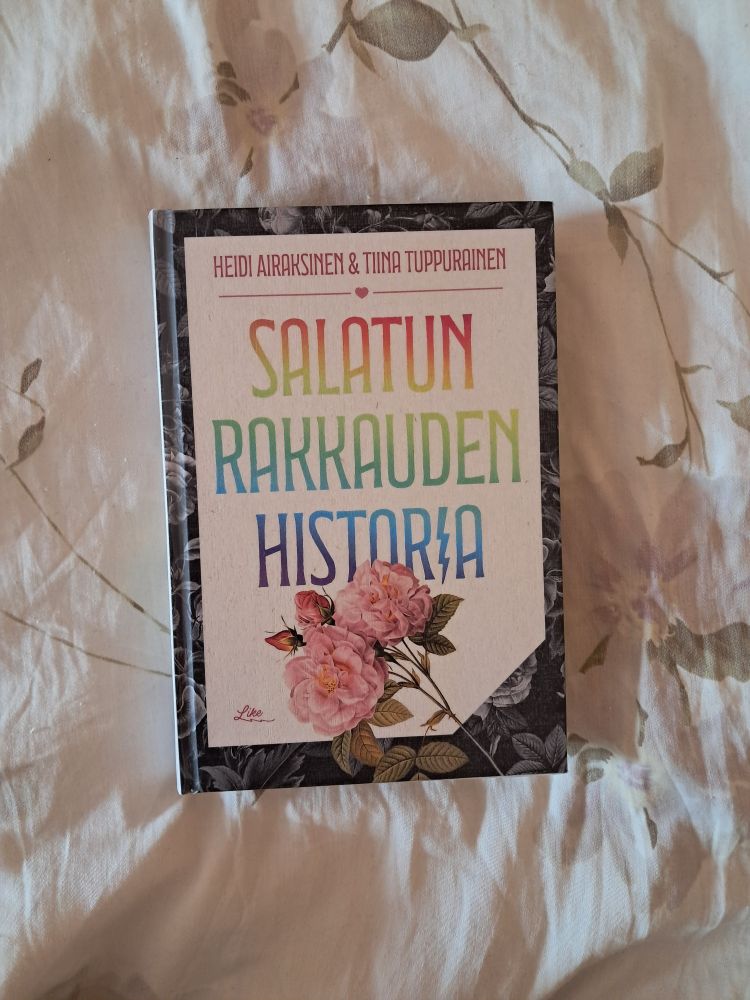 HEIDI AIRAKSINEN & TIINA TUPPURAINEN
SALATUN
RAKKAUDEN
HISTORIA
Like